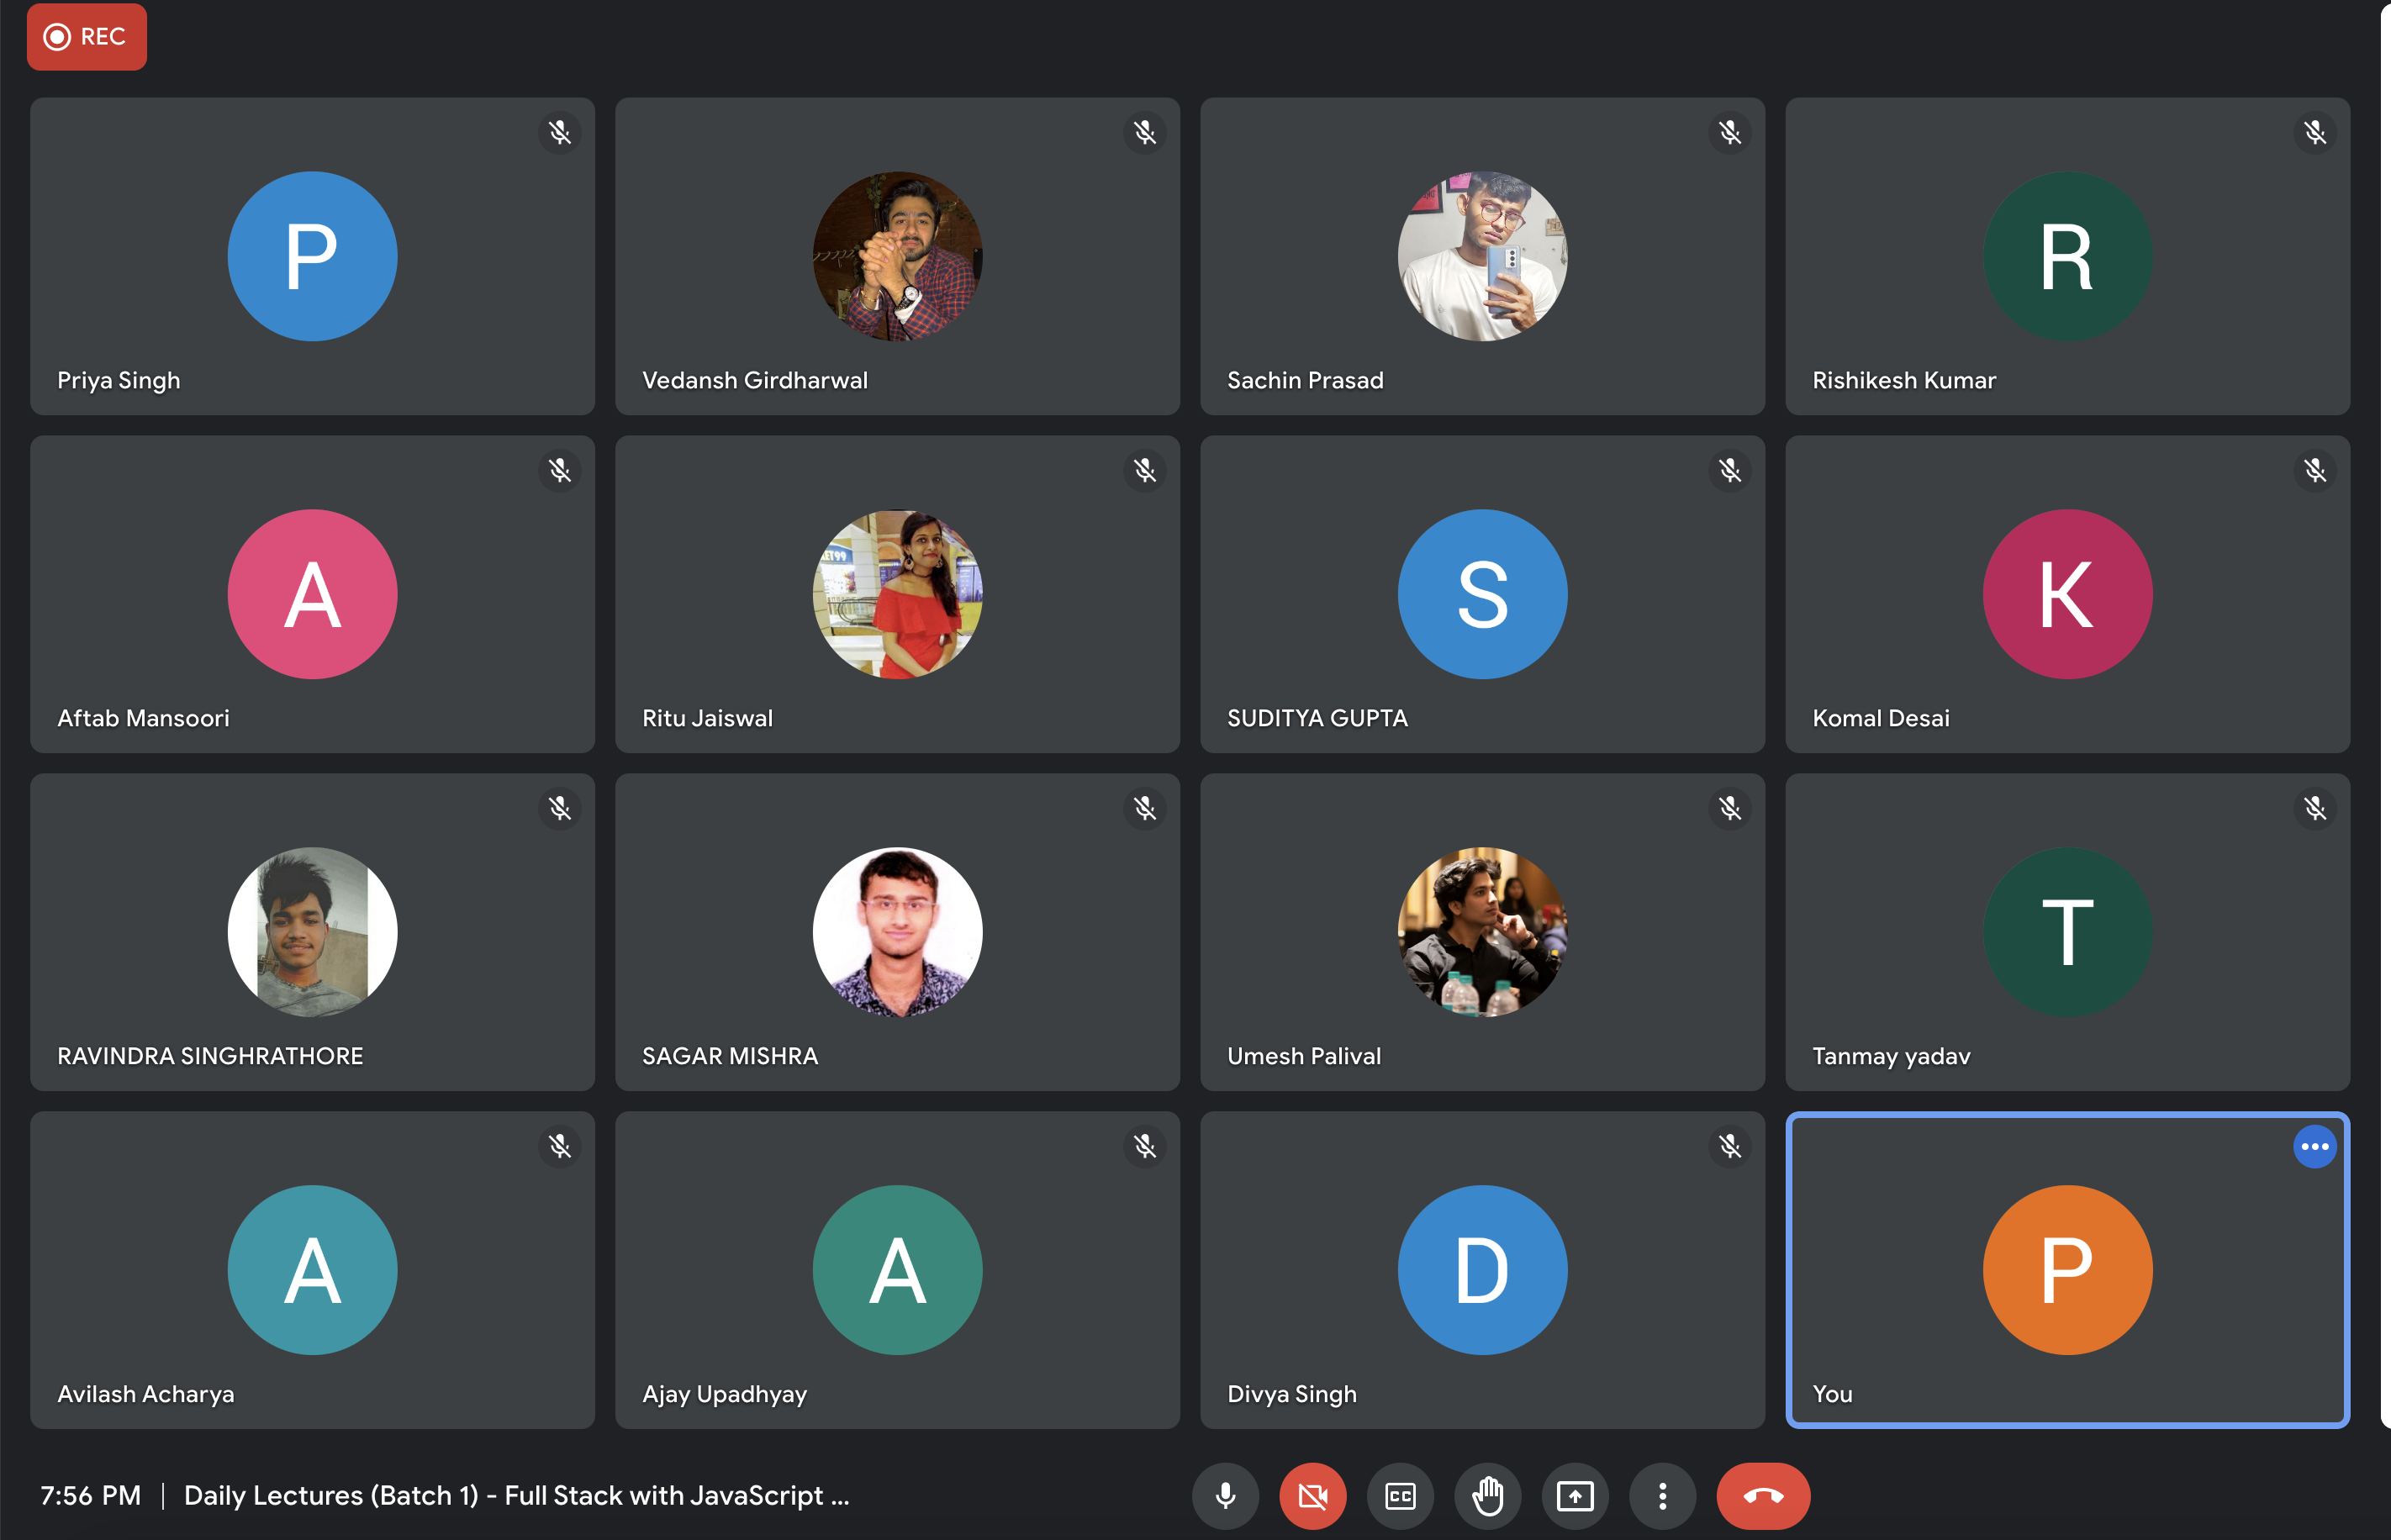 REC
P
Priya Singh
Vedansh Girdharwal
Sachin Prasad
R
Rishikesh Kumar
A
Aftab Mansoori
ET99
Ritu Jaiswal
S
SUDITYA GUPTA
K
Komal Desai
RAVINDRA SINGHRATHORE
SAGAR MISHRA
Umesh Palival
T
Tanmay yadav
A
Avilash Acharya
A
Ajay Upadhyay
D
Divya Singh
P
You
7:56 PM | Daily Lectures (Batch 1) - Full Stack with JavaScript ...
CC